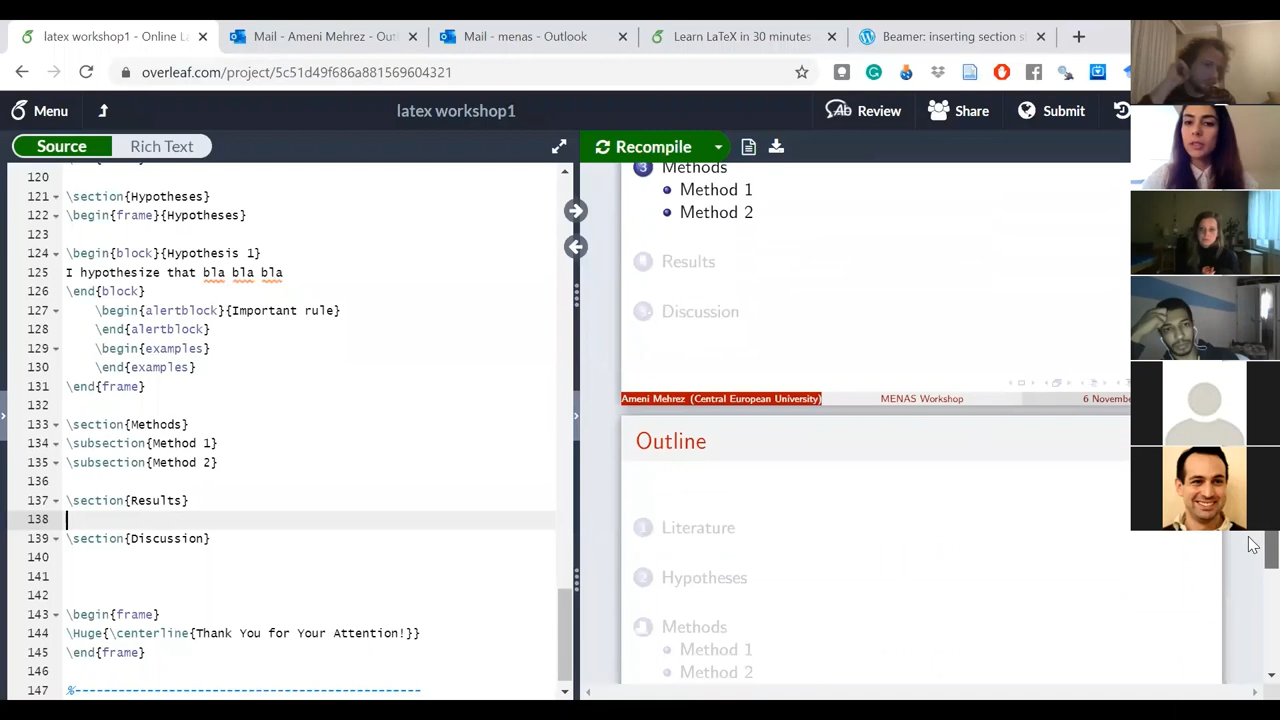 latex workshop1 - Online La
Mail - Ameni Mehrez - Outl
Mail - menas - Outlook
Learn LaTeX in 30 minutes
Beamer: inserting section s
overleaf.com/project/5c51d49f686a881569604321
Menu
latex workshop1
Review
Share
Submit
Source
Rich Text
Recompile
120
121 \section{Hypotheses}
122 \begin{frame}{Hypotheses}
123
124 \begin{block}{Hypothesis 1}
125 I hypothesize that bla bla bla
126 \end{block}
127 \begin{alertblock}{Important rule}
128 \end{alertblock}
129 \begin{examples}
130 \end{examples}
131 \end{frame}
132
133 \section{Methods}
134 \subsection{Method 1}
135 \subsection{Method 2}
136
137 \section{Results}
138
139 \section{Discussion}
140
141
142
143 \begin{frame}
144 \Huge{\centerline{Thank You for Your Attention!}}
145 \end{frame}
146
147 %------------------------------------------------
3 Methods
Method 1
Method 2
Results
Discussion
Ameni Mehrez (Central European University)
MENAS Workshop
6 Novembe
Outline
1 Literature
2 Hypotheses
Methods
Method 1
Method 2